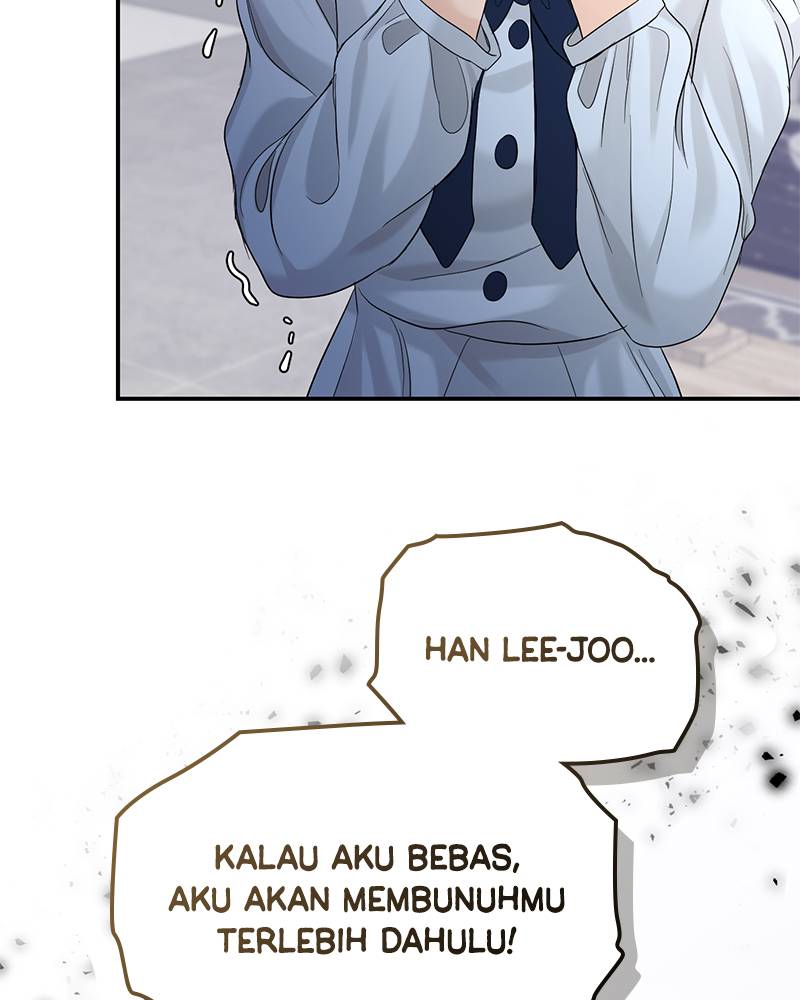 HAN LEE-JOO...
KALAU AKU BEBAS,
AKU AKAN MEMBUNUHMU
TERLEBIH DAHULU!